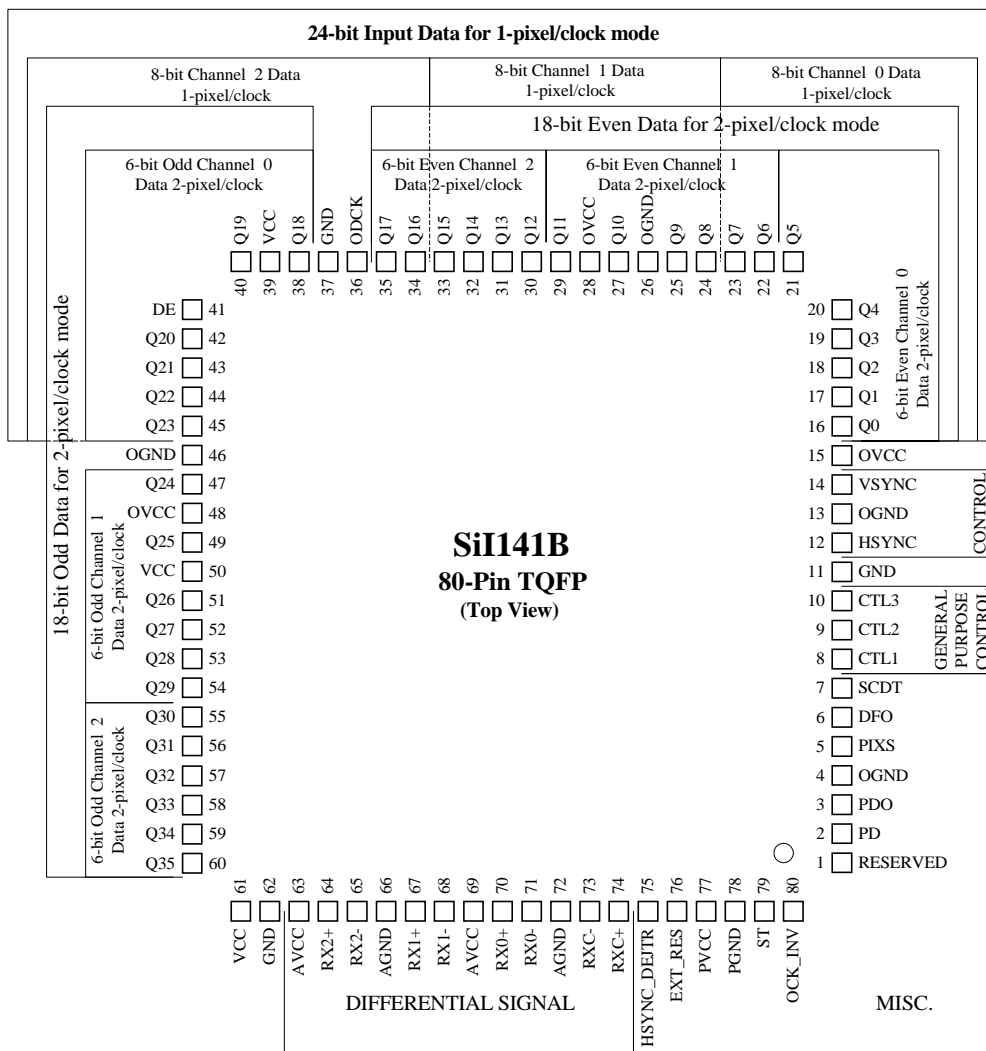 24-bit Input Data for 1-pixel/clock mode
8-bit Channel 2 Data
1-pixel/clock
8-bit Channel 1 Data
1-pixel/clock
8-bit Channel 0 Data
1-pixel/clock
18-bit Even Data for 2-pixel/clock mode
6-bit Odd Channel 0
Data 2-pixel/clock
6-bit Even Channel 2
Data 2-pixel/clock
6-bit Even Channel 1
Data 2-pixel/clock
Q19
VCC
Q18
GND
ODCK
Q17
Q16
Q15
Q14
Q13
Q12
Q11
OVCC
Q10
OGND
Q9
Q8
Q7
Q6
Q5
40
39
38
37
36
35
34
33
32
31
30
29
28
27
26
25
24
23
22
21
18-bit Odd Data for 2-pixel/clock mode
DE 41
Q20 42
Q21 43
Q22 44
Q23 45
OGND 46
Q24 47
OVCC 48
Q25 49
VCC 50
Q26 51
Q27 52
Q28 53
Q29 54
Q30 55
Q31 56
Q32 57
Q33 58
Q34 59
Q35 60
6-bit Odd Channel 1
Data 2-pixel/clock
6-bit Odd Channel 2
Data 2-pixel/clock
SiI141B
80-Pin TQFP
(Top View)
20 Q4
19 Q3
18 Q2
17 Q1
16 Q0
15 OVCC
14 VSYNC
13 OGND
12 HSYNC
11 GND
10 CTL3
9 CTL2
8 CTL1
7 SCDT
6 DFO
5 PIXS
4 OGND
3 PDO
2 PD
1 RESERVED
6-bit Even Channel 0
Data 2-pixel/clock
CONTROL
GENERAL
PURPOSE
CONTROL
61
62
63
64
65
66
67
68
69
70
71
72
73
74
75
76
77
78
79
80
VCC
GND
AVCC
RX2+
RX2-
AGND
RX1+
RX1-
AVCC
RX0+
RX0-
AGND
RXC-
RXC+
HSYNC_DEJTR
EXT_RES
PVCC
PGND
ST
OCK_INV
DIFFERENTIAL SIGNAL
MISC.